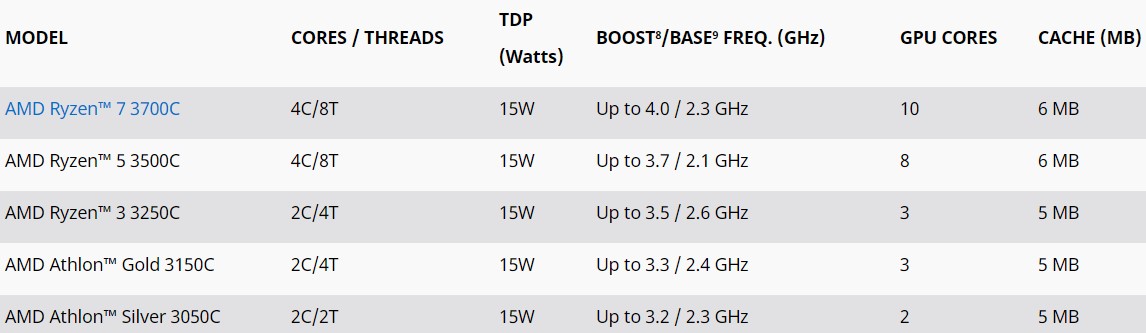 MODEL CORES / THREADS TDP (Watts) BOOST⁸/BASE⁹ FREQ. (GHz) GPU CORES CACHE (MB)
AMD Ryzen™ 7 3700C 4C/8T 15W Up to 4.0 / 2.3 GHz 10 6 MB
AMD Ryzen™ 5 3500C 4C/8T 15W Up to 3.7 / 2.1 GHz 8 6 MB
AMD Ryzen™ 3 3250C 2C/4T 15W Up to 3.5 / 2.6 GHz 3 5 MB
AMD Athlon™ Gold 3150C 2C/4T 15W Up to 3.3 / 2.4 GHz 3 5 MB
AMD Athlon™ Silver 3050C 2C/2T 15W Up to 3.2 / 2.3 GHz 2 5 MB